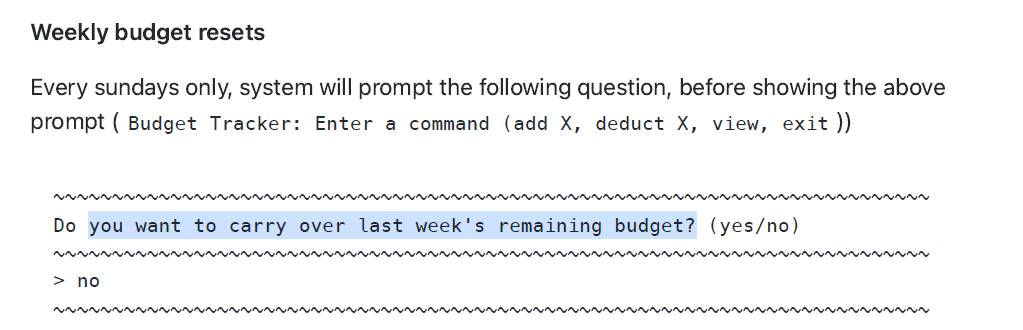 Weekly budget resets
Every sundays only, system will prompt the following question, before showing the above
prompt ( Budget Tracker: Enter a command (add X, deduct X, view, exit ))
~~~~~~~~~~~~~~~~~~~~~~~~~~~~~~~~~~~~~~~~~~~~~~~~~~~~~~~~~~~~~~~~~~~~~~~~~~~
Do you want to carry over last week's remaining budget? (yes/no)
~~~~~~~~~~~~~~~~~~~~~~~~~~~~~~~~~~~~~~~~~~~~~~~~~~~~~~~~~~~~~~~~~~~~~~~~~~~
> no
~~~~~~~~~~~~~~~~~~~~~~~~~~~~~~~~~~~~~~~~~~~~~~~~~~~~~~~~~~~~~~~~~~~~~~~~~~~